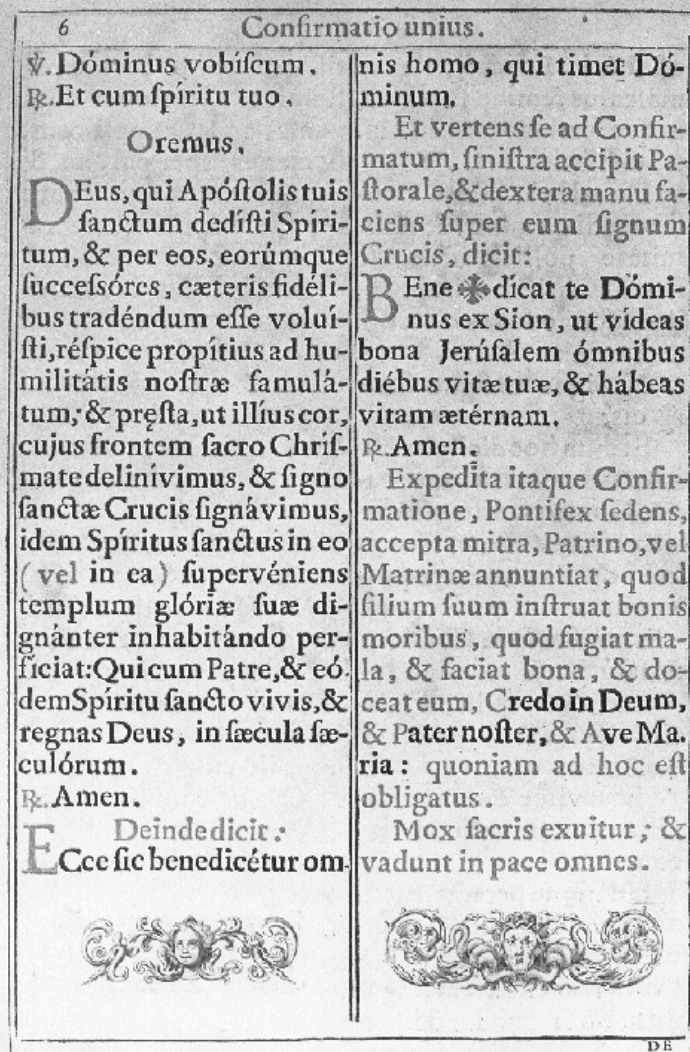 6
Confirmatio unius.
℣. Dóminus vobiſcum.
℟. Et cum ſpíritu tuo.
Oremus.
DEus, qui Apóſtolis tuis
ſanctum dedíſti Spíri-
tum, & per eos, eorúmque
ſucceſsóres, cæteris fidéli-
bus tradéndum eſſe voluí-
ſti, réſpice propítius ad hu-
militátis noſtræ famulá-
tum; & pręſta, ut illíus cor,
cujus frontem ſacro Chriſ-
mate delinívimus, & ſigno
ſanctæ Crucis ſignávimus,
idem Spíritus ſanctus in eo
( vel in ea ) ſupervéniens
templum glóriæ ſuæ di-
gnánter inhabitándo per-
fíciat: Qui cum Patre, & eó-
dem Spíritu ſancto vivis, &
regnas Deus, in ſæcula ſæ-
culórum.
℟. Amen.
Deinde dicit:
ECce ſic benedicétur om-
nis homo, qui timet Dó-
minum.
Et vertens ſe ad Confir-
matum, ſiniſtra accipit Pa-
ſtorale, & dextera manu fa-
ciens ſuper eum ſignum
Crucis, dicit:
BEne ✠ dícat te Dómi-
nus ex Sion, ut vídeas
bona Jerúſalem ómnibus
diébus vitæ tuæ, & hábeas
vitam ætérnam.
℟. Amen.
Expedita itaque Confir-
matione, Pontifex ſedens,
accepta mitra, Patrino, vel
Matrinæ annuntiat, quod
filium ſuum inſtruat bonis
moribus, quod fugiat ma-
la, & faciat bona, & do-
ceat eum, Credo in Deum,
& Pater noſter, & Ave Ma-
ria: quoniam ad hoc eſt
obligatus.
Mox ſacris exuitur; &
vadunt in pace omnes.
DE